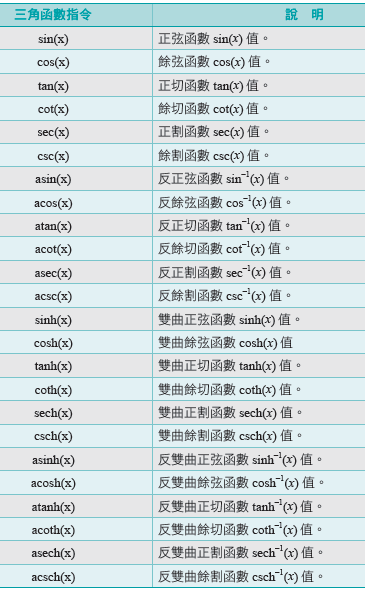 三角函數指令 說 明
sin(x) 正弦函數 sin(x) 值。
cos(x) 餘弦函數 cos(x) 值。
tan(x) 正切函數 tan(x) 值。
cot(x) 餘切函數 cot(x) 值。
sec(x) 正割函數 sec(x) 值。
csc(x) 餘割函數 csc(x) 值。
asin(x) 反正弦函數 sin⁻¹(x) 值。
acos(x) 反餘弦函數 cos⁻¹(x) 值。
atan(x) 反正切函數 tan⁻¹(x) 值。
acot(x) 反餘切函數 cot⁻¹(x) 值。
asec(x) 反正割函數 sec⁻¹(x) 值。
acsc(x) 反餘割函數 csc⁻¹(x) 值。
sinh(x) 雙曲正弦函數 sinh(x) 值。
cosh(x) 雙曲餘弦函數 cosh(x) 值
tanh(x) 雙曲正切函數 tanh(x) 值。
coth(x) 雙曲餘切函數 coth(x) 值。
sech(x) 雙曲正割函數 sech(x) 值。
csch(x) 雙曲餘割函數 csch(x) 值。
asinh(x) 反雙曲正弦函數 sinh⁻¹(x) 值。
acosh(x) 反雙曲餘弦函數 cosh⁻¹(x) 值。
atanh(x) 反雙曲正切函數 tanh⁻¹(x) 值。
acoth(x) 反雙曲餘切函數 coth⁻¹(x) 值。
asech(x) 反雙曲正割函數 sech⁻¹(x) 值。
acsch(x) 反雙曲餘割函數 csch⁻¹(x) 值。